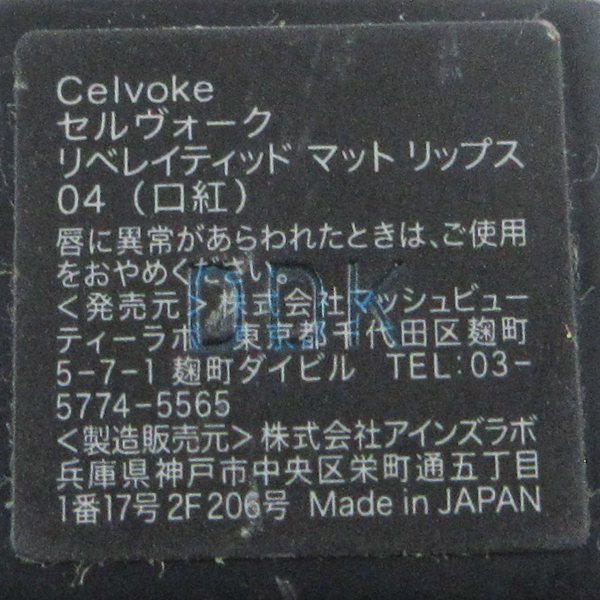 Celvoke
セルヴォーク
リベレイティッド マット リップス
04（口紅）
唇に異常があらわれたときは、ご使用
をおやめください。
＜発売元＞株式会社マッシュビュー
ティーラボ　東京都千代田区麹町
5-7-1 麹町ダイビル　TEL：03-
5774-5565
＜製造販売元＞株式会社アインズラボ
兵庫県神戸市中央区栄町通五丁目
1番17号2F206号 Made in JAPAN